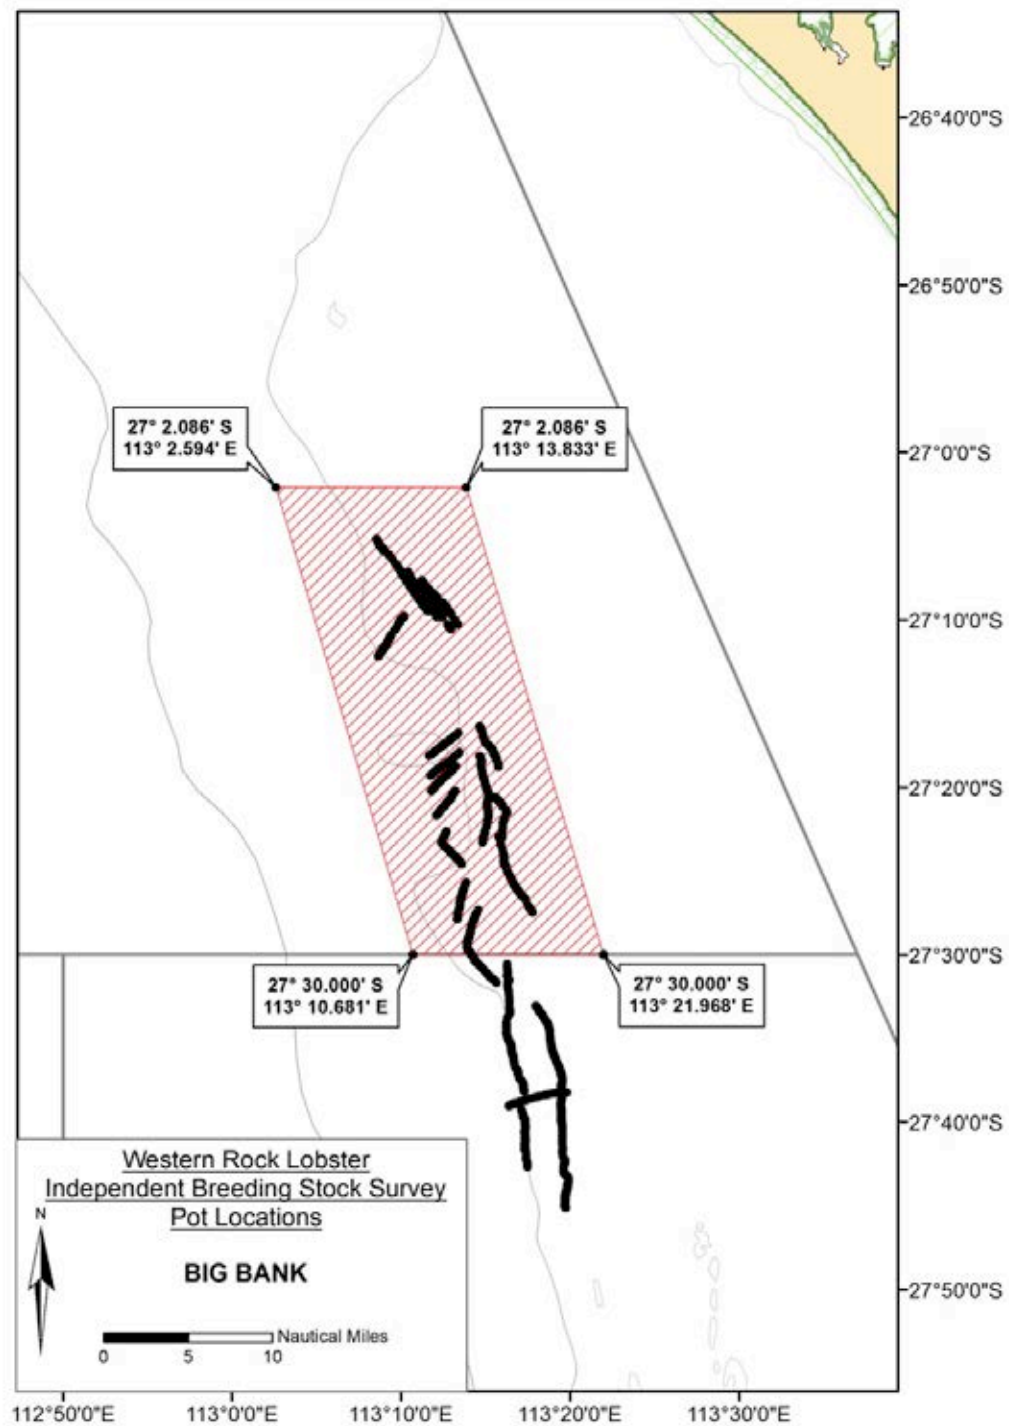 26°40'0"S
26°50'0"S
27° 2.086' S
113° 2.594' E
27° 2.086' S
113° 13.833' E
27°0'0"S
27°10'0"S
27°20'0"S
27°30'0"S
27° 30.000' S
113° 10.681' E
27° 30.000' S
113° 21.968' E
27°40'0"S
Western Rock Lobster
Independent Breeding Stock Survey
Pot Locations
N
BIG BANK
27°50'0"S
Nautical Miles
0 5 10
112°50'0"E 113°0'0"E 113°10'0"E 113°20'0"E 113°30'0"E